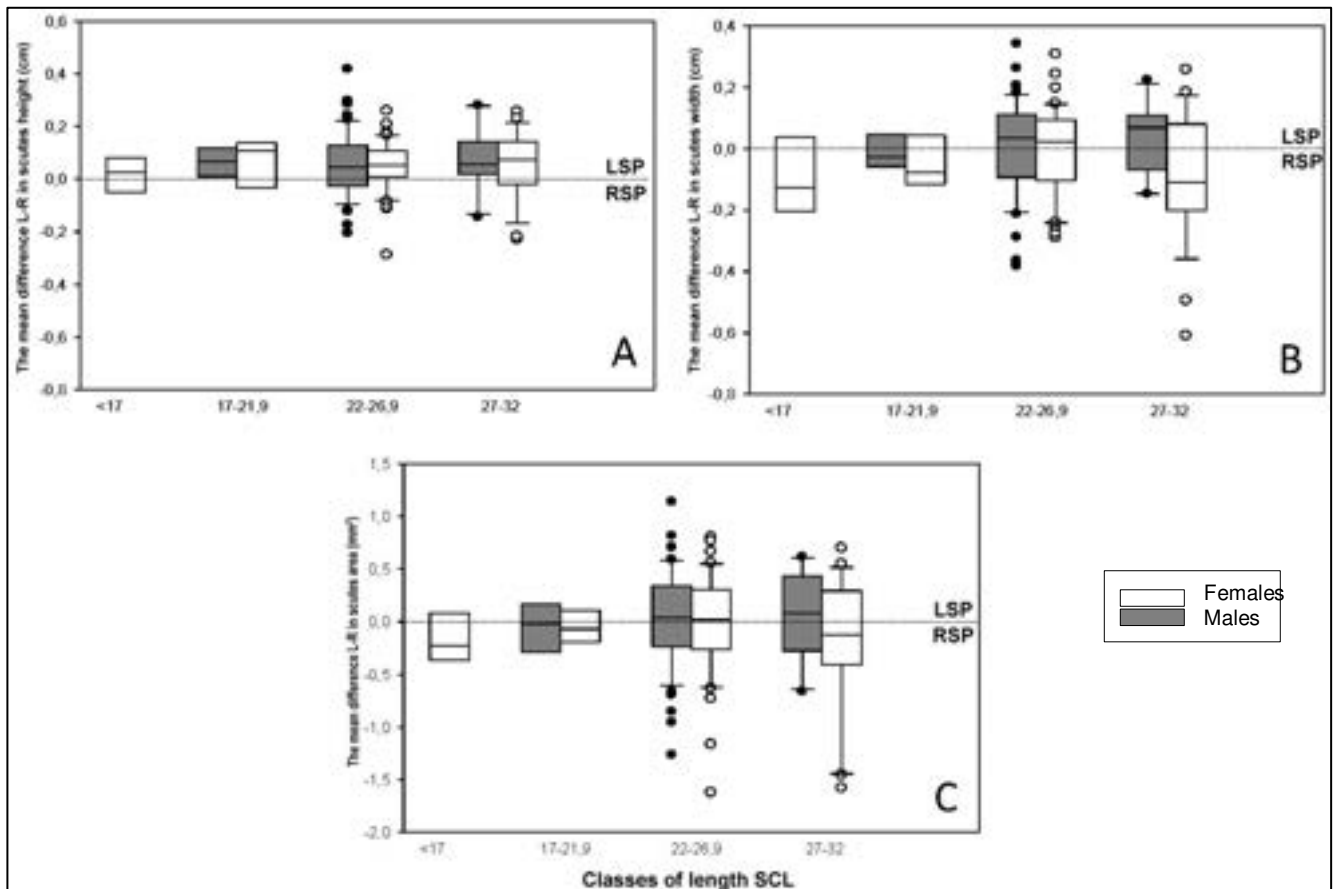 The mean difference L-R in scutes height (cm)
0,6
0,4
0,2
0,0
-0,2
-0,4
-0,6
-0,8
LSP
RSP
A
<17
17-21,9
22-26,9
27-32
The mean difference L-R in scutes width (cm)
0,4
0,2
0,0
-0,2
-0,4
-0,6
-0,8
LSP
RSP
B
<17
17-21,9
22-26,9
27-32
The mean difference L-R in scutes area (mm²)
1,5
1,0
0,5
0,0
-0,5
-1,0
-1,5
-2,0
LSP
RSP
C
<17
17-21,9
22-26,9
27-32
Classes of length SCL
Females
Males